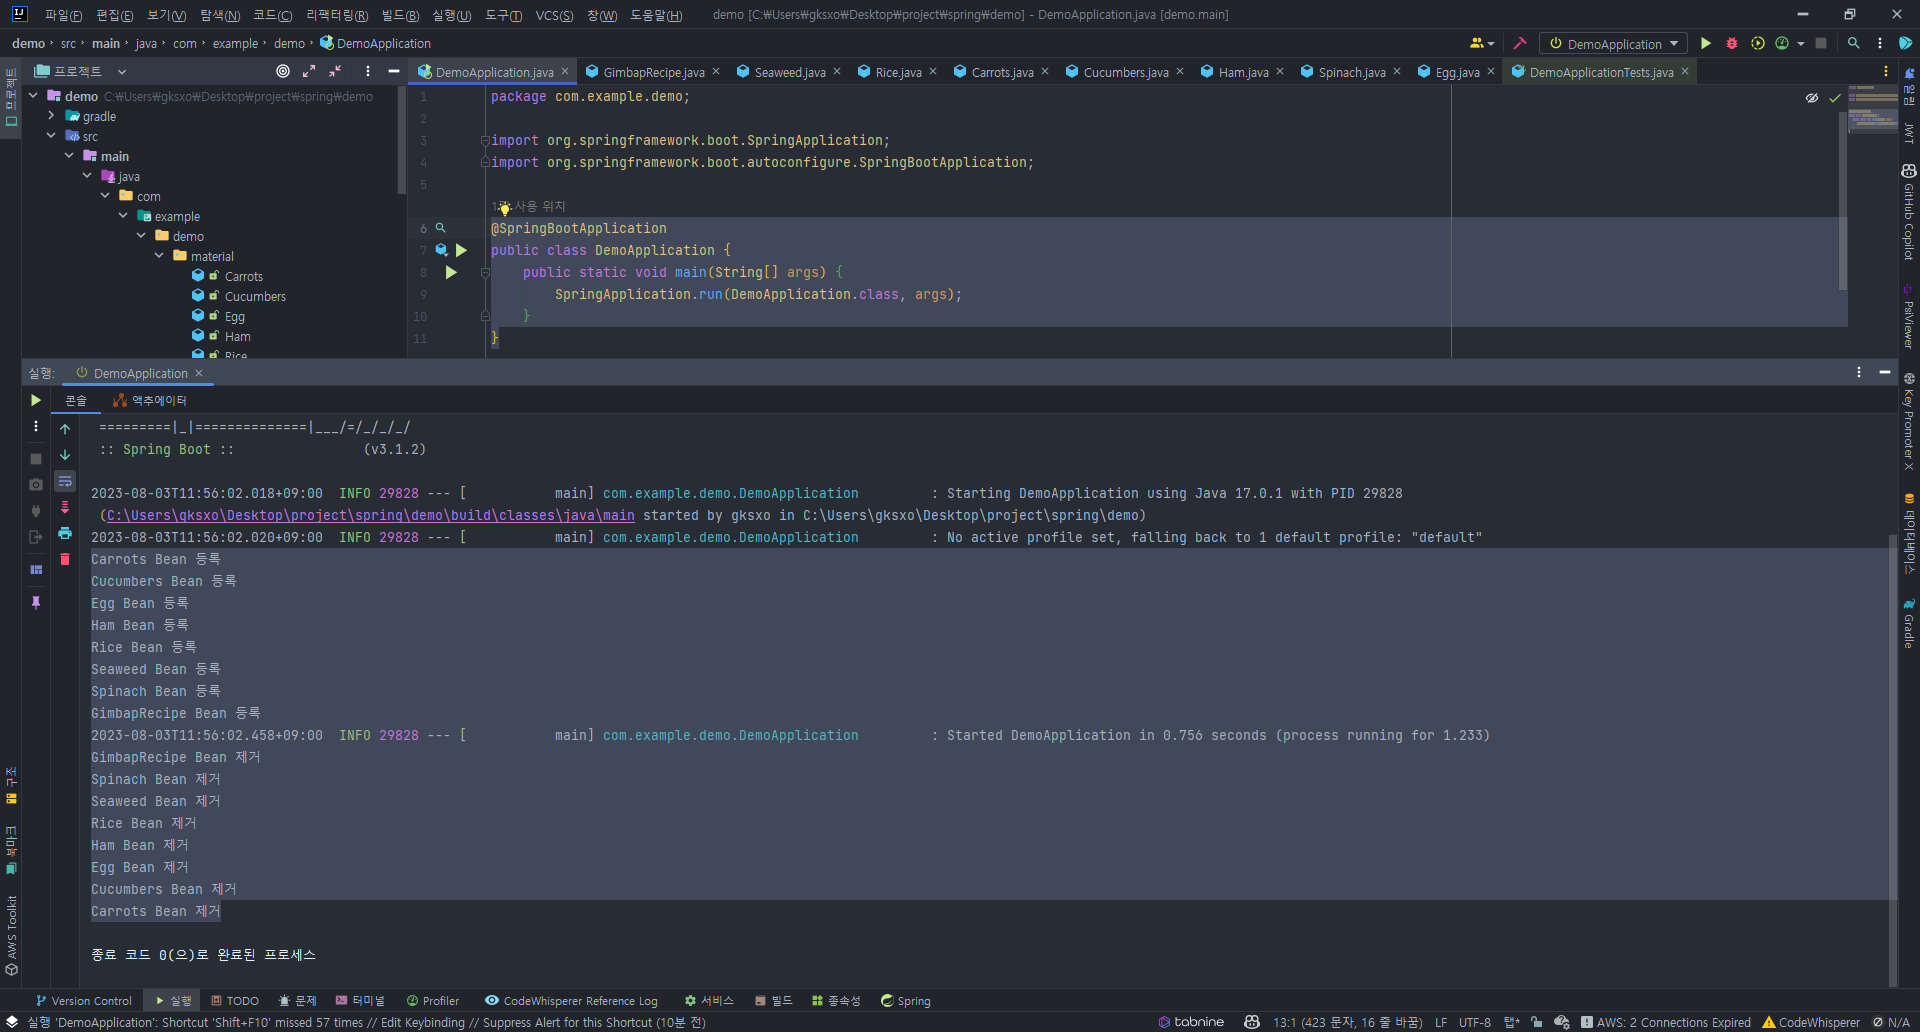 파일(F) 편집(E) 보기(V) 탐색(N) 코드(C) 리팩터링(R) 빌드(B) 실행(U) 도구(T) VCS(S) 창(W) 도움말(H) demo [C:₩Users₩gksxo₩Desktop₩project₩spring₩demo] - DemoApplication.java [demo.main]
demo src main java com example demo DemoApplication
DemoApplication
프로젝트
DemoApplication.java GimbapRecipe.java Seaweed.java Rice.java Carrots.java Cucumbers.java Ham.java Spinach.java Egg.java DemoApplicationTests.java
프로젝트
demo C:₩Users₩gksxo₩Desktop₩project₩spring₩demo
gradle
src
main
java
com
example
demo
material
Carrots
Cucumbers
Egg
Ham
Rice
1 package com.example.demo;
2
3 import org.springframework.boot.SpringApplication;
4 import org.springframework.boot.autoconfigure.SpringBootApplication;
5
사용 위치
6 @SpringBootApplication
7 public class DemoApplication {
8 public static void main(String[] args) {
9 SpringApplication.run(DemoApplication.class, args);
10 }
11 }
알림
JWT
GitHub Copilot
PsiViewer
Key Promoter X
데이터베이스
Gradle
실행: DemoApplication
콘솔 액추에이터
=========|_|==============|___/=/_/_/_/
:: Spring Boot :: (v3.1.2)
2023-08-03T11:56:02.018+09:00 INFO 29828 --- [ main] com.example.demo.DemoApplication : Starting DemoApplication using Java 17.0.1 with PID 29828
(C:\Users\gksxo\Desktop\project\spring\demo\build\classes\java\main started by gksxo in C:\Users\gksxo\Desktop\project\spring\demo)
2023-08-03T11:56:02.020+09:00 INFO 29828 --- [ main] com.example.demo.DemoApplication : No active profile set, falling back to 1 default profile: "default"
Carrots Bean 등록
Cucumbers Bean 등록
Egg Bean 등록
Ham Bean 등록
Rice Bean 등록
Seaweed Bean 등록
Spinach Bean 등록
GimbapRecipe Bean 등록
2023-08-03T11:56:02.458+09:00 INFO 29828 --- [ main] com.example.demo.DemoApplication : Started DemoApplication in 0.756 seconds (process running for 1.233)
GimbapRecipe Bean 제거
Spinach Bean 제거
Seaweed Bean 제거
Rice Bean 제거
Ham Bean 제거
Egg Bean 제거
Cucumbers Bean 제거
Carrots Bean 제거
종료 코드 0(으)로 완료된 프로세스
구조
북마크
AWS Toolkit
Version Control 실행 TODO 문제 터미널 Profiler CodeWhisperer Reference Log 서비스 빌드 종속성 Spring
실행 'DemoApplication': Shortcut 'Shift+F10' missed 57 times // Edit Keybinding // Suppress Alert for this Shortcut (10분 전) tabnine 13:1 (423 문자, 16 줄 바꿈) LF UTF-8 탭* AWS: 2 Connections Expired CodeWhisperer N/A